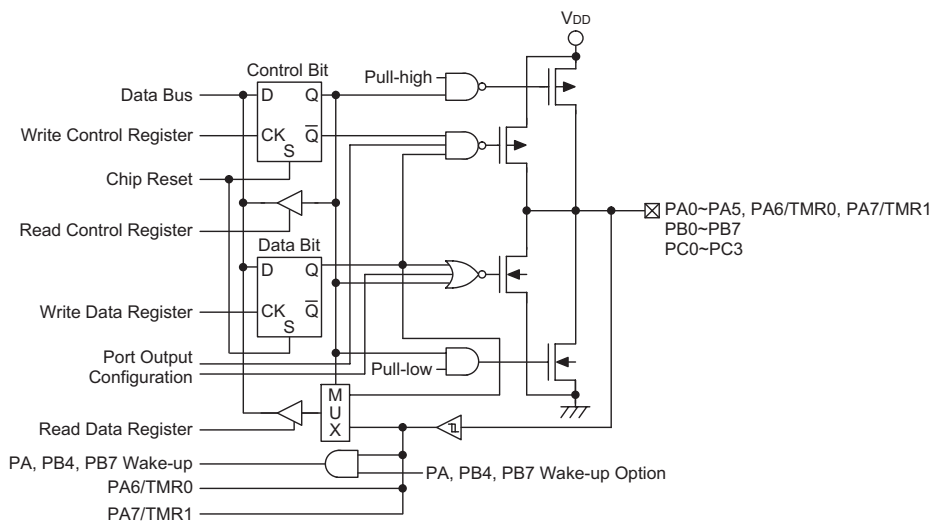 VDD
Control Bit
Pull-high
Data Bus
D
Q
Write Control Register
CK
Q
S
Chip Reset
PA0~PA5, PA6/TMR0, PA7/TMR1
PB0~PB7
PC0~PC3
Read Control Register
Data Bit
D
Q
Write Data Register
CK
Q
S
Port Output
Configuration
Pull-low
M
U
X
Read Data Register
PA, PB4, PB7 Wake-up
PA, PB4, PB7 Wake-up Option
PA6/TMR0
PA7/TMR1